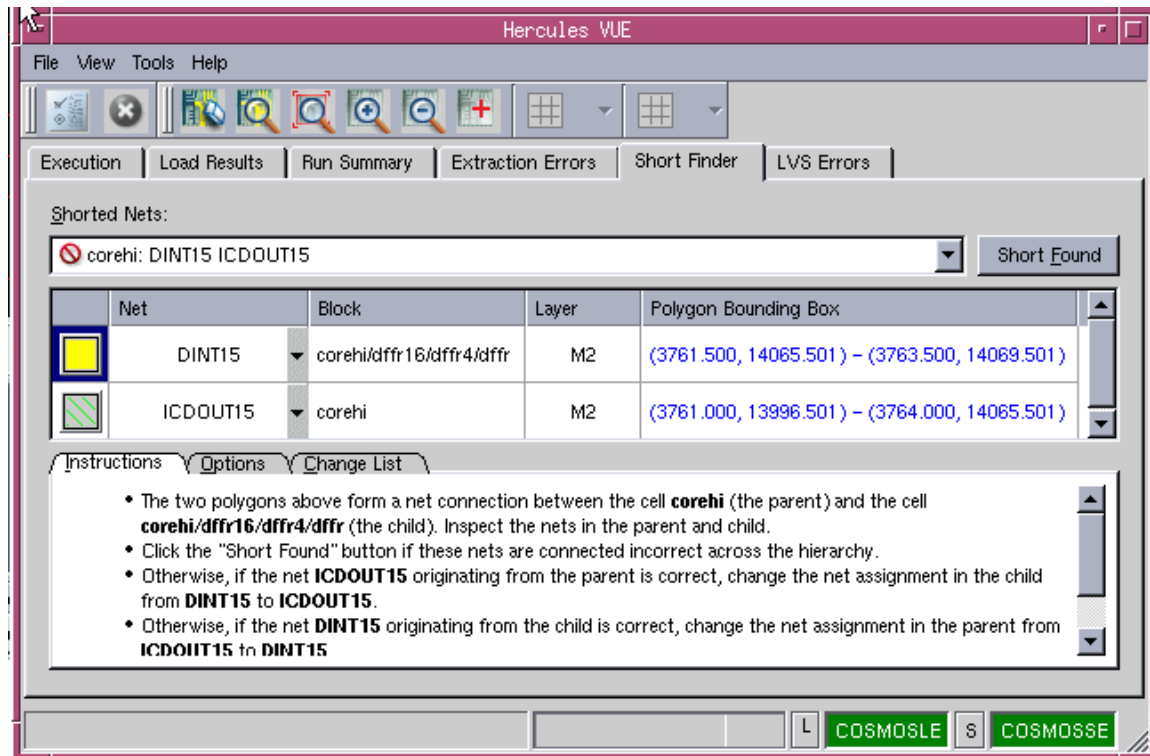 Hercules VUE
File View Tools Help
Execution Load Results Run Summary Extraction Errors Short Finder LVS Errors
Shorted Nets:
corehi: DINT15 ICDOUT15 Short Found
Net Block Layer Polygon Bounding Box
DINT15 corehi/dffr16/dffr4/dffr M2 (3761.500, 14065.501) – (3763.500, 14069.501)
ICDOUT15 corehi M2 (3761.000, 13996.501) – (3764.000, 14065.501)
Instructions Options Change List
• The two polygons above form a net connection between the cell corehi (the parent) and the cell
corehi/dffr16/dffr4/dffr (the child). Inspect the nets in the parent and child.
• Click the "Short Found" button if these nets are connected incorrect across the hierarchy.
• Otherwise, if the net ICDOUT15 originating from the parent is correct, change the net assignment in the child
from DINT15 to ICDOUT15.
• Otherwise, if the net DINT15 originating from the child is correct, change the net assignment in the parent from
ICDOUT15 to DINT15
L COSMOSLE S COSMOSSE